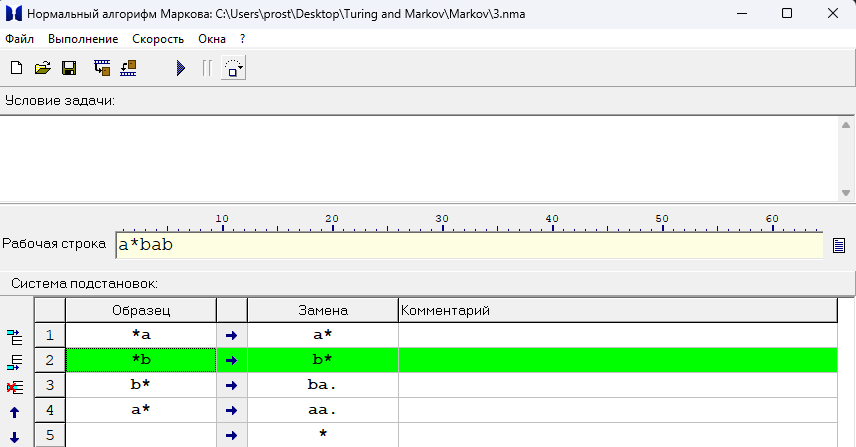 Нормальный алгорифм Маркова: C:\Users\prost\Desktop\Turing and Markov\Markov\3.nma
Файл Выполнение Скорость Окна ?
Условие задачи:
10 20 30 40 50 60
Рабочая строка a*bab
Система подстановок:
Образец Замена Комментарий
1 *a → a*
2 *b → b*
3 b* → ba.
4 a* → aa.
5 → *